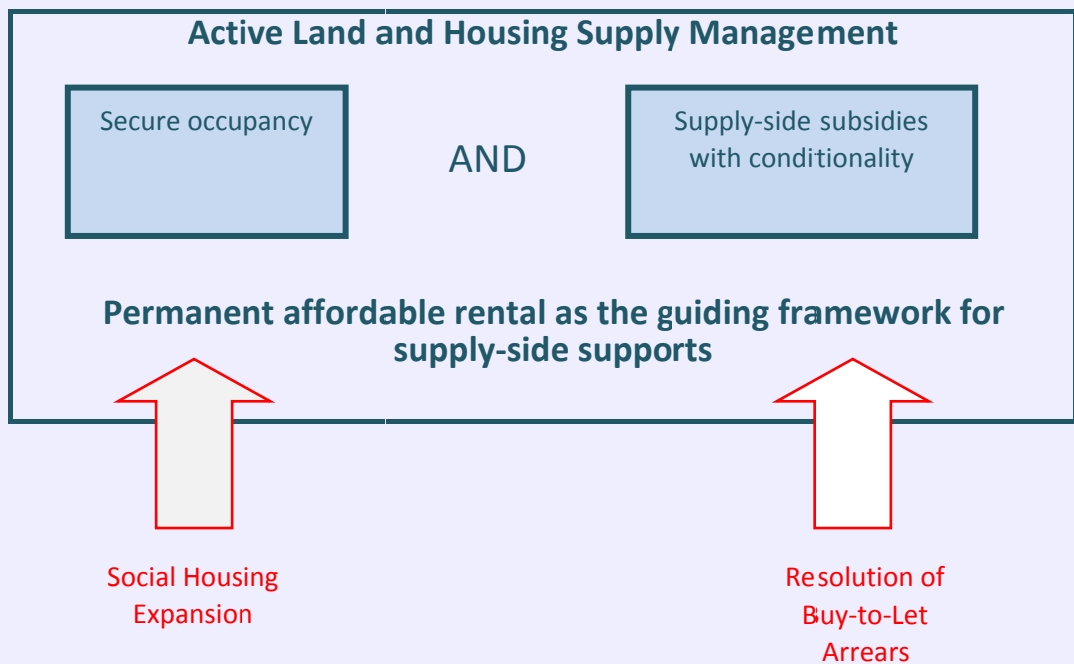 Active Land and Housing Supply Management
Secure occupancy
AND
Supply-side subsidies
with conditionality
Permanent affordable rental as the guiding framework for
supply-side supports
Social Housing
Expansion
Resolution of
Buy-to-Let
Arrears